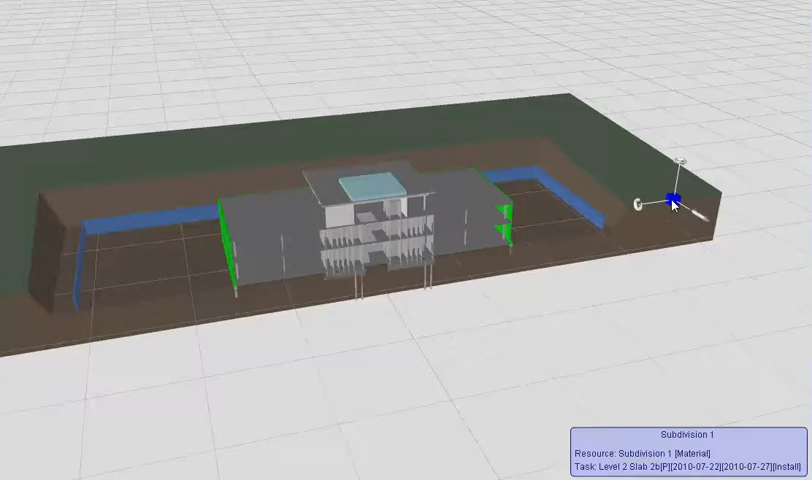 Subdivision 1
Resource: Subdivision 1 [Material]
Task: Level 2 Slab 2b[P][2010-07-22][2010-07-27][Install]